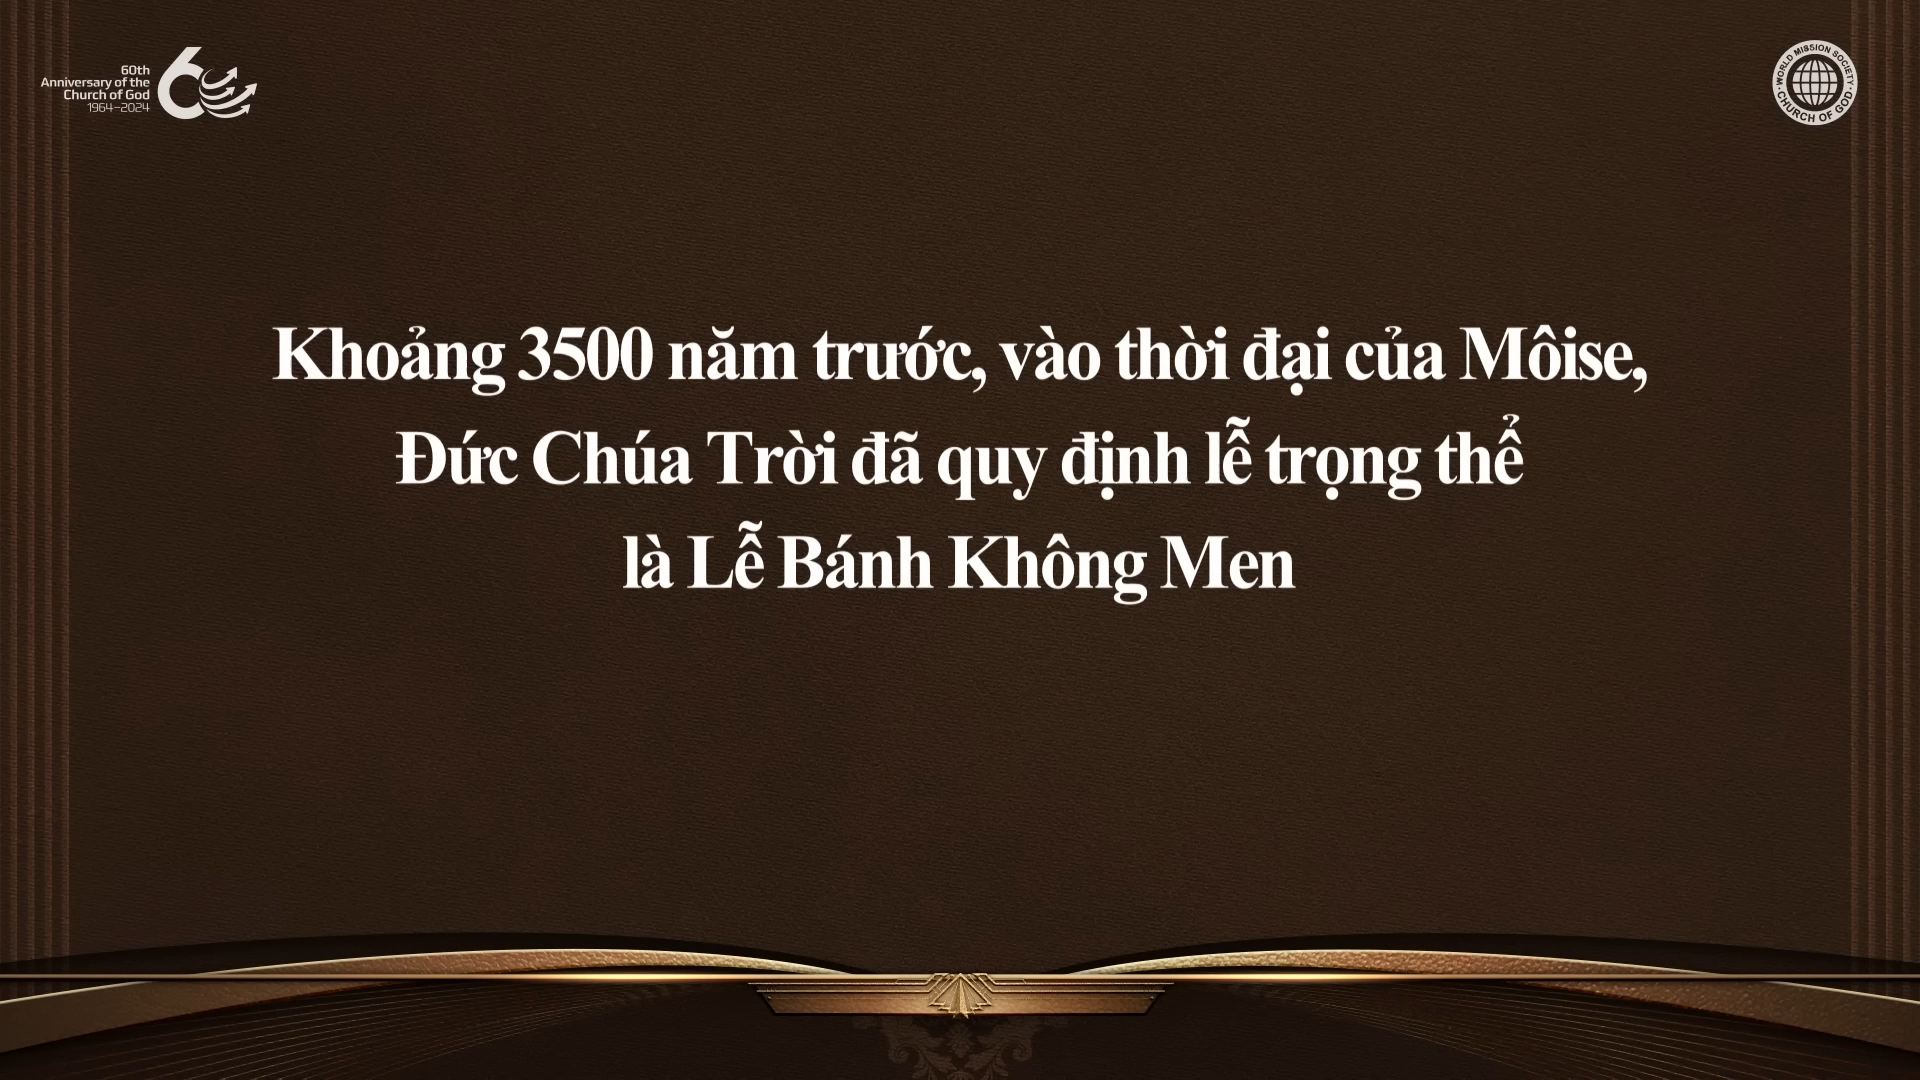 60th
Anniversary of the
Church of God
1964–2024
WORLD MISSION SOCIETY
CHURCH OF GOD
Khoảng 3500 năm trước, vào thời đại của Môise,
Đức Chúa Trời đã quy định lễ trọng thể
là Lễ Bánh Không Men